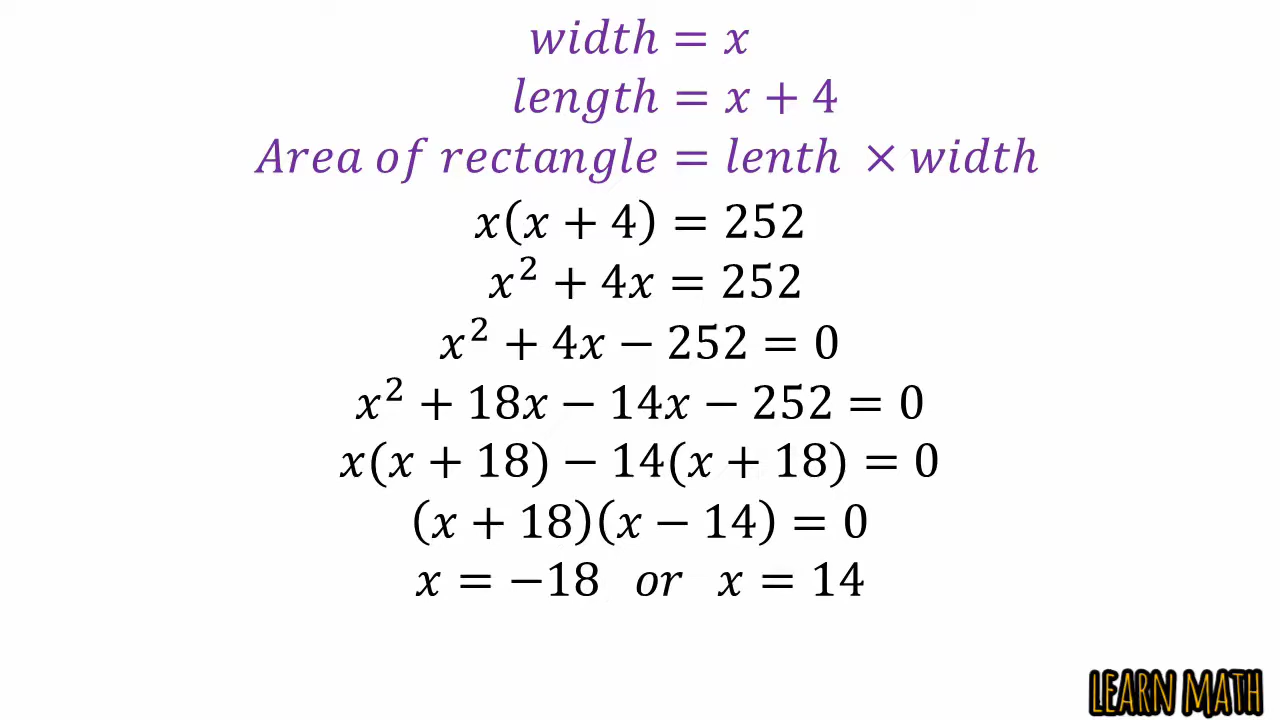 width = x
length = x + 4
Area of rectangle = lenth × width
x(x + 4) = 252
x² + 4x = 252
x² + 4x − 252 = 0
x² + 18x − 14x − 252 = 0
x(x + 18) − 14(x + 18) = 0
(x + 18)(x − 14) = 0
x = −18 or x = 14
LEARN MATH